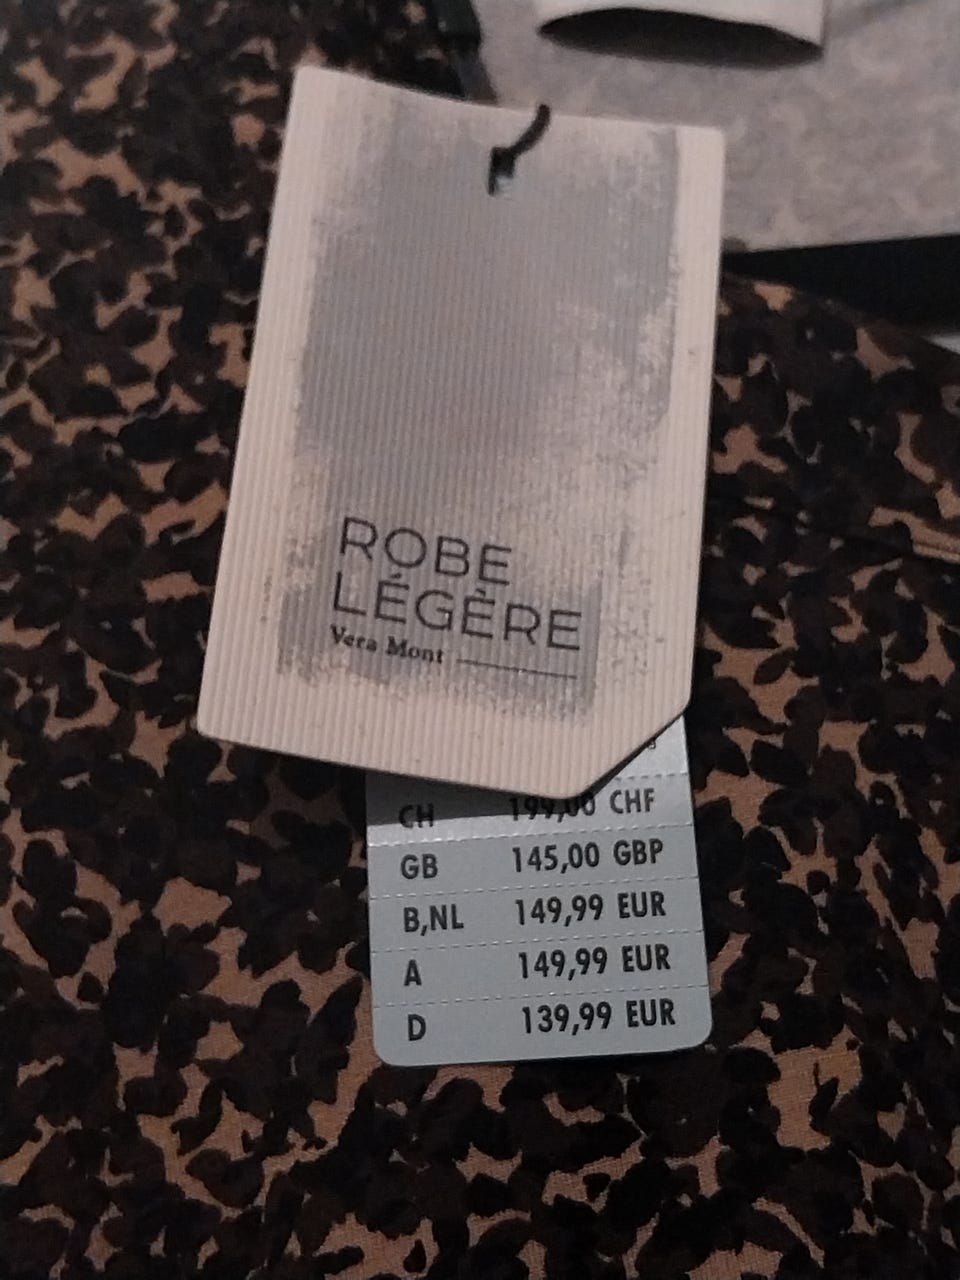 ROBE
LÉGÈRE
Vera Mont
CH 199,00 CHF
GB 145,00 GBP
B,NL 149,99 EUR
A 149,99 EUR
D 139,99 EUR